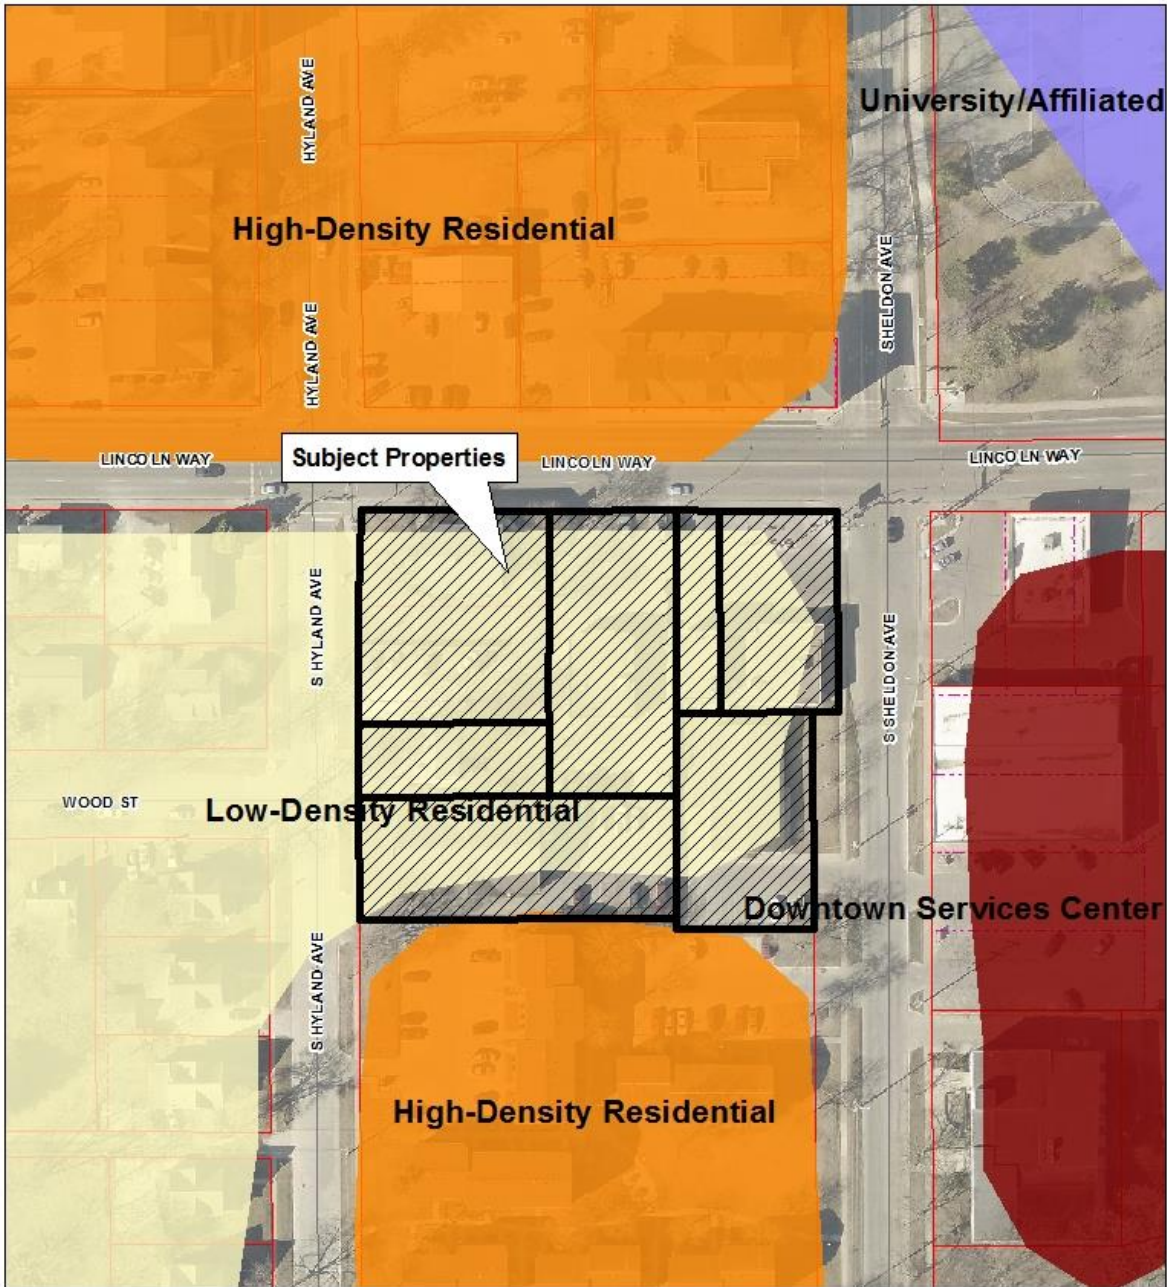 HYLAND AVE
University/Affiliated
High-Density Residential
SHELDON AVE
HYLAND AVE
LINCOLN WAY
Subject Properties
LINCOLN WAY
LINCOLN WAY
S HYLAND AVE
S SHELDON AVE
WOOD ST
Low-Density Residential
Downtown Services Center
S HYLAND AVE
High-Density Residential